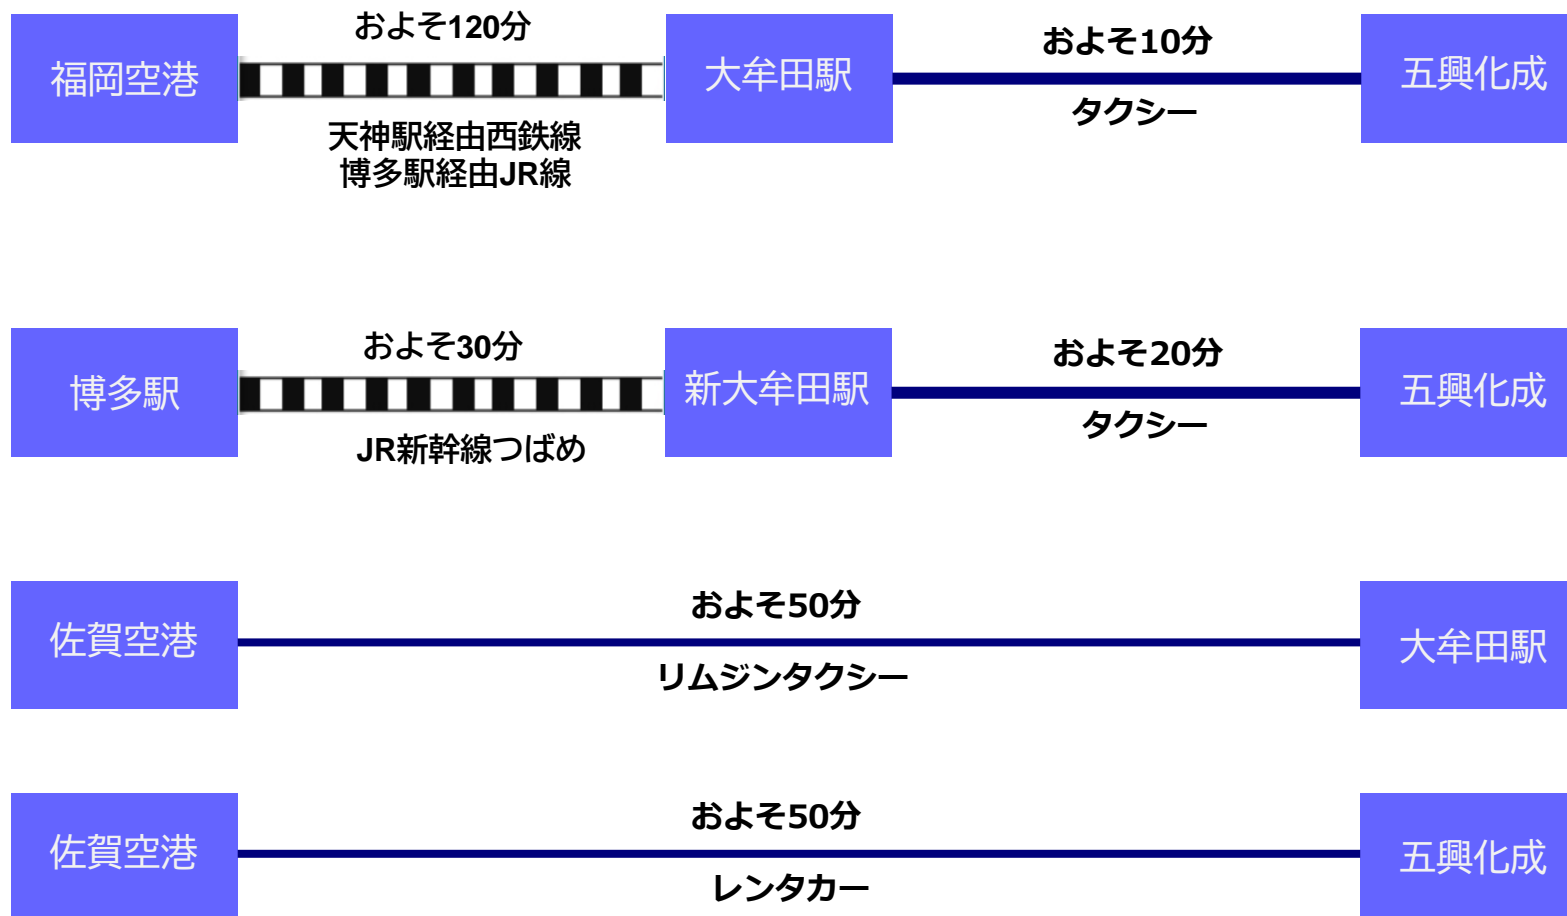 およそ120分
およそ10分
福岡空港
大牟田駅
五興化成
タクシー
天神駅経由西鉄線
博多駅経由JR線
およそ30分
およそ20分
博多駅
新大牟田駅
五興化成
タクシー
JR新幹線つばめ
およそ50分
佐賀空港
大牟田駅
リムジンタクシー
およそ50分
佐賀空港
五興化成
レンタカー